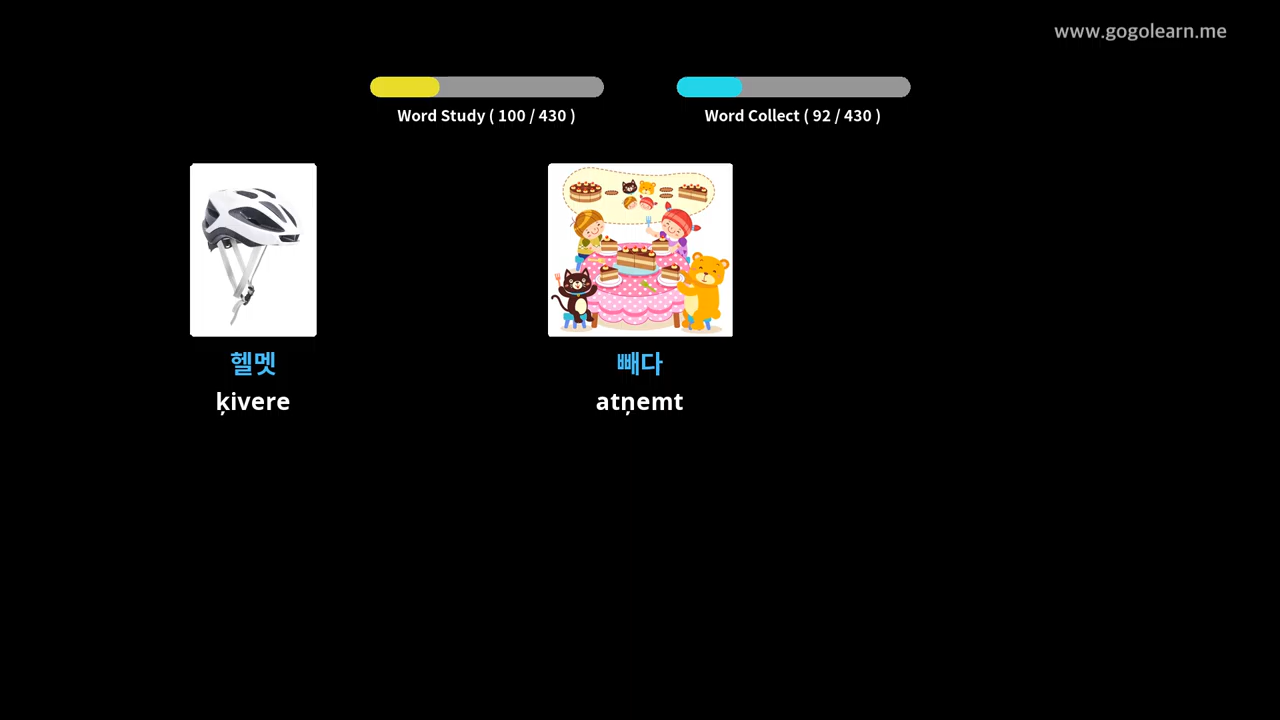 www.gogolearn.me
Word Study ( 100 / 430 )
Word Collect ( 92 / 430 )
헬멧
ķivere
빼다
atņemt